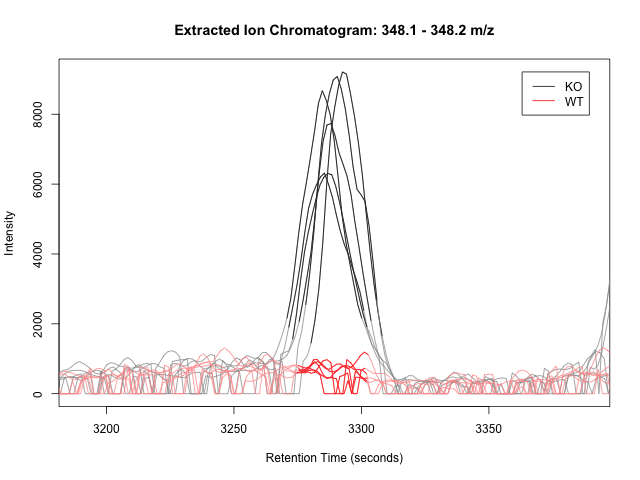 Extracted Ion Chromatogram: 348.1 - 348.2 m/z
KO
WT
8000
6000
4000
2000
0
Intensity
3200 3250 3300 3350
Retention Time (seconds)